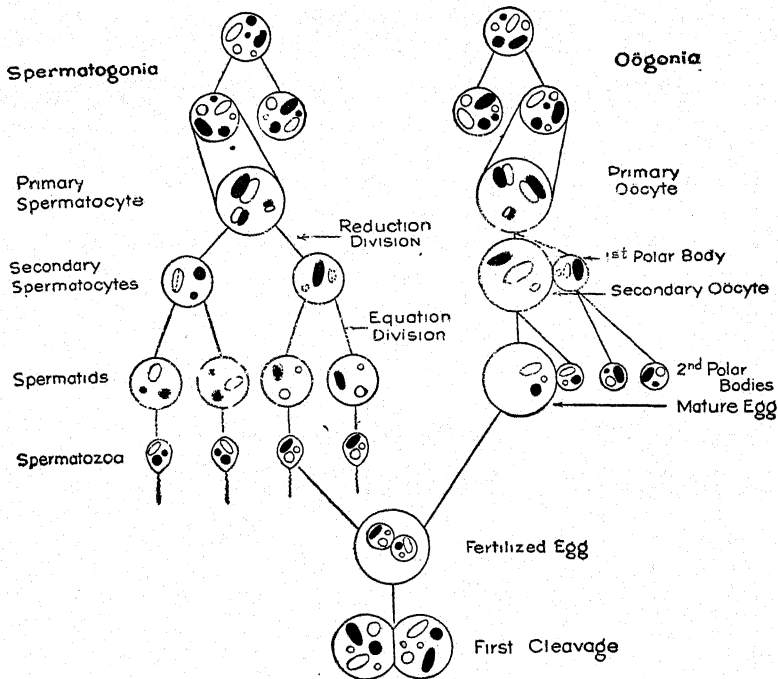 Spermatogonia
Oögonia
Primary
Spermatocyte
Primary
Oocyte
Reduction
Division
1st Polar Body
Secondary
Spermatocytes
Secondary Oöcyte
Equation
Division
Spermatids
2nd Polar
Bodies
Mature Egg
Spermatozoa
Fertilized Egg
First Cleavage